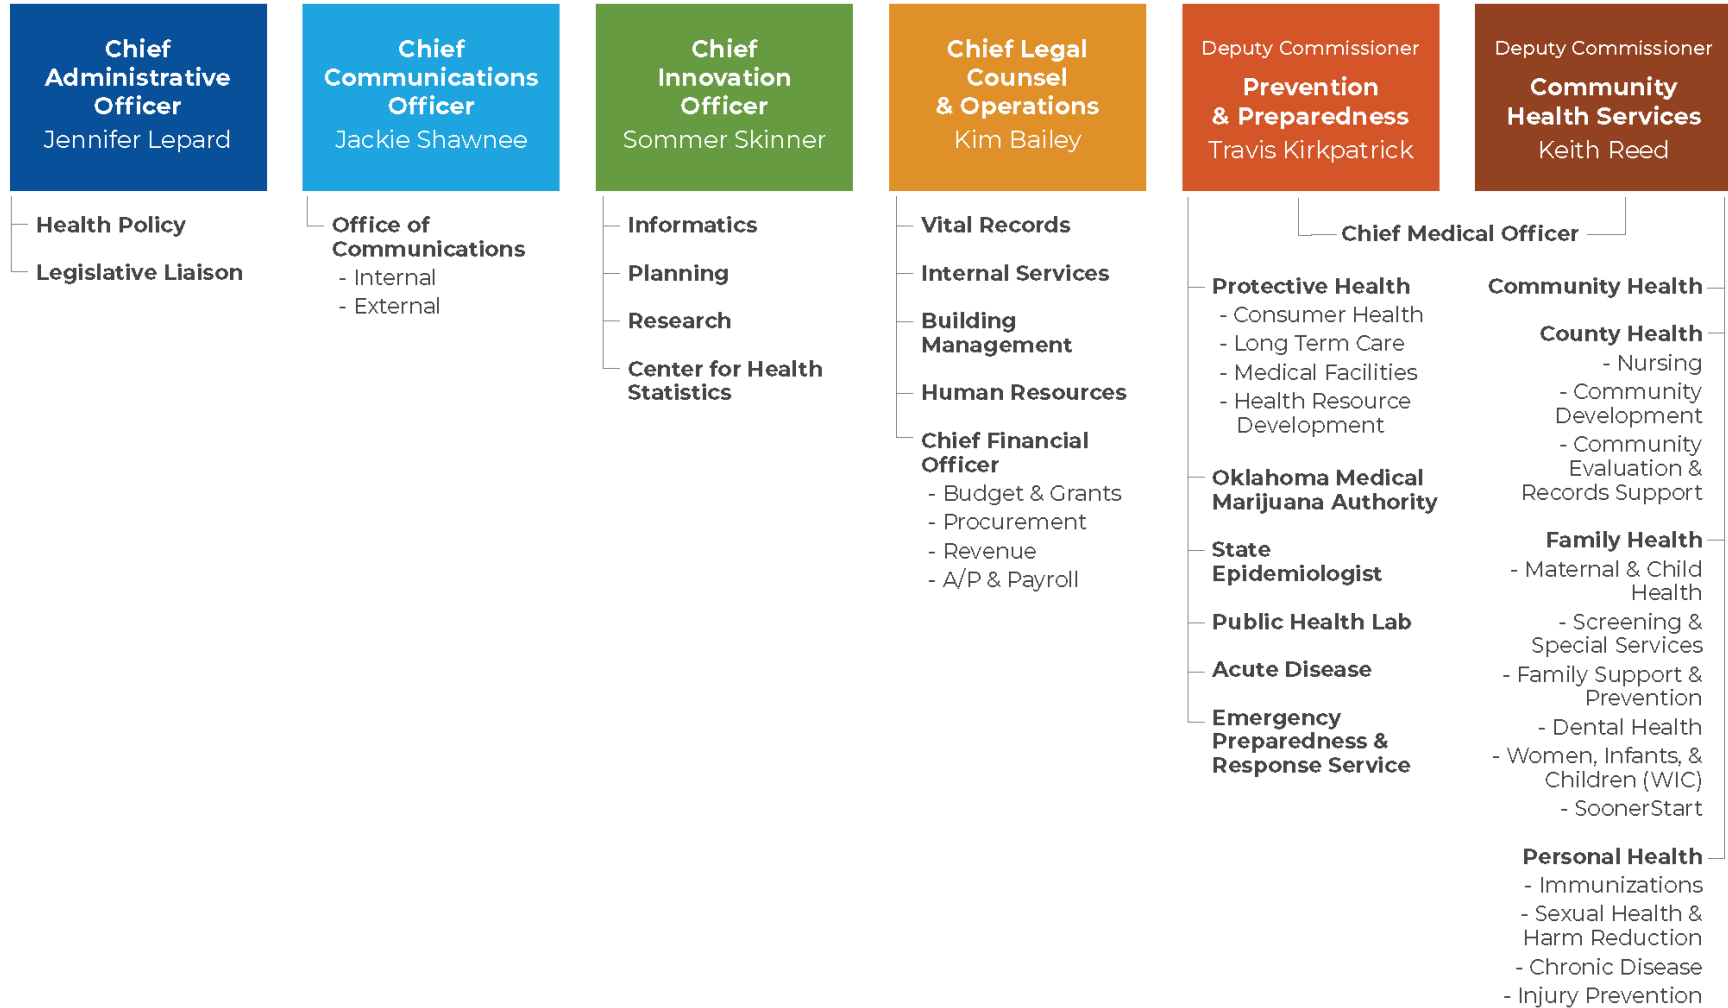 Chief
Administrative
Officer
Jennifer Lepard
Health Policy
Legislative Liaison
Chief
Communications
Officer
Jackie Shawnee
Office of
Communications
- Internal
- External
Chief
Innovation
Officer
Sommer Skinner
Informatics
Planning
Research
Center for Health
Statistics
Chief Legal
Counsel
& Operations
Kim Bailey
Vital Records
Internal Services
Building
Management
Human Resources
Chief Financial
Officer
- Budget & Grants
- Procurement
- Revenue
- A/P & Payroll
Deputy Commissioner
Prevention
& Preparedness
Travis Kirkpatrick
Deputy Commissioner
Community
Health Services
Keith Reed
Chief Medical Officer
Protective Health
- Consumer Health
- Long Term Care
- Medical Facilities
- Health Resource
Development
Oklahoma Medical
Marijuana Authority
State
Epidemiologist
Public Health Lab
Acute Disease
Emergency
Preparedness &
Response Service
Community Health
County Health
- Nursing
- Community
Development
- Community
Evaluation &
Records Support
Family Health
- Maternal & Child
Health
- Screening &
Special Services
- Family Support &
Prevention
- Dental Health
- Women, Infants, &
Children (WIC)
- SoonerStart
Personal Health
- Immunizations
- Sexual Health &
Harm Reduction
- Chronic Disease
- Injury Prevention